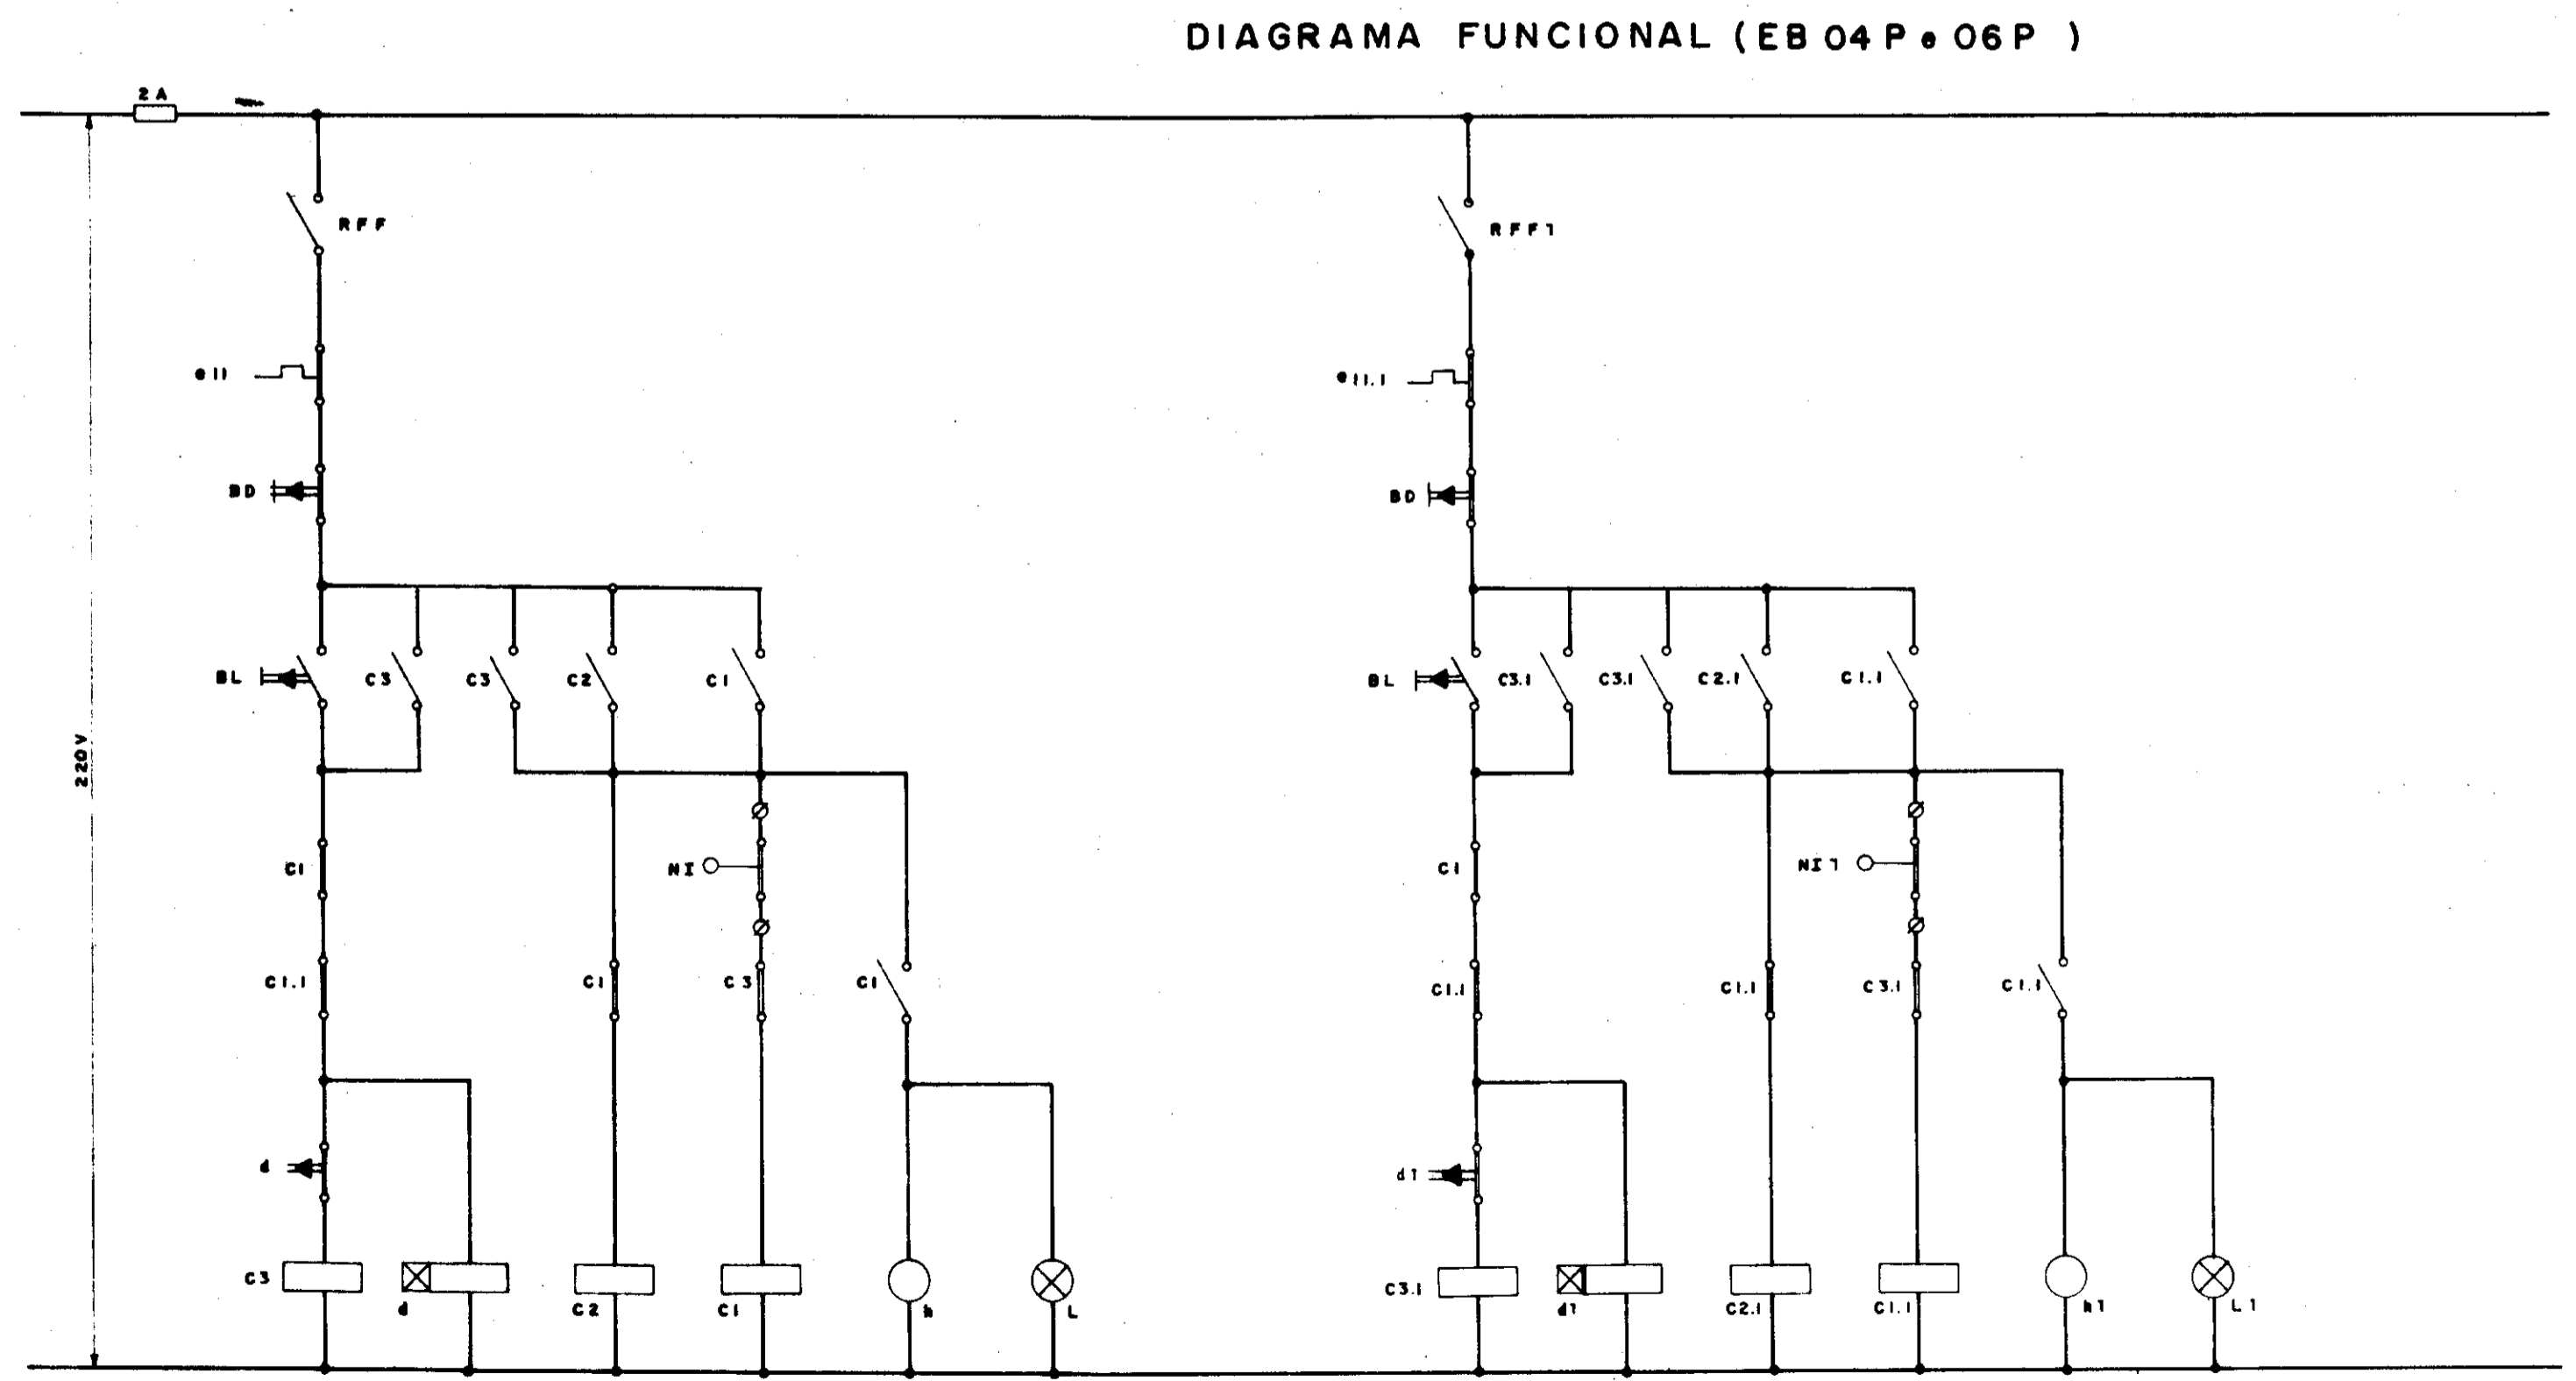 DIAGRAMA FUNCIONAL (EB 04 P e 06 P )
2 A
RFF
RFF1
e11
e11.1
BD
BD
BL
C3
C3
C2
C1
BL
C3.1
C3.1
C2.1
C1.1
220V
C1
NI
C1
NI1
C1.1
C1
C3
C1
C1.1
C1.1
C3.1
C1.1
d
d1
C3
d
C2
C1
h
L
C3.1
d1
C2.1
C1.1
h1
L1